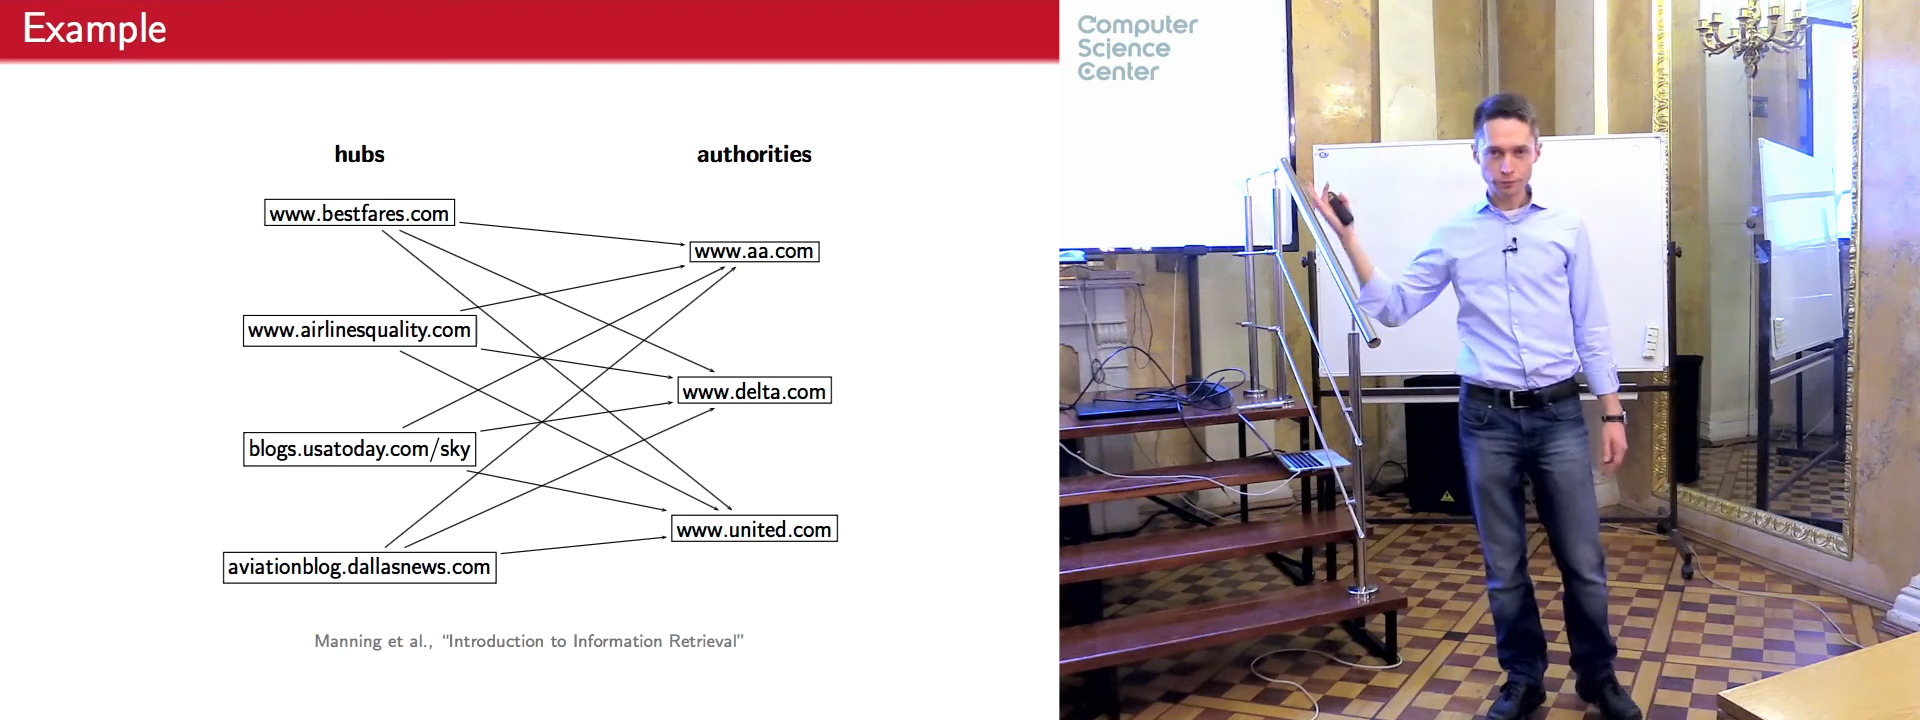 Example
hubs
authorities
www.bestfares.com
www.aa.com
www.airlinesquality.com
www.delta.com
blogs.usatoday.com/sky
www.united.com
aviationblog.dallasnews.com
Manning et al., “Introduction to Information Retrieval”
Computer
Science
Center